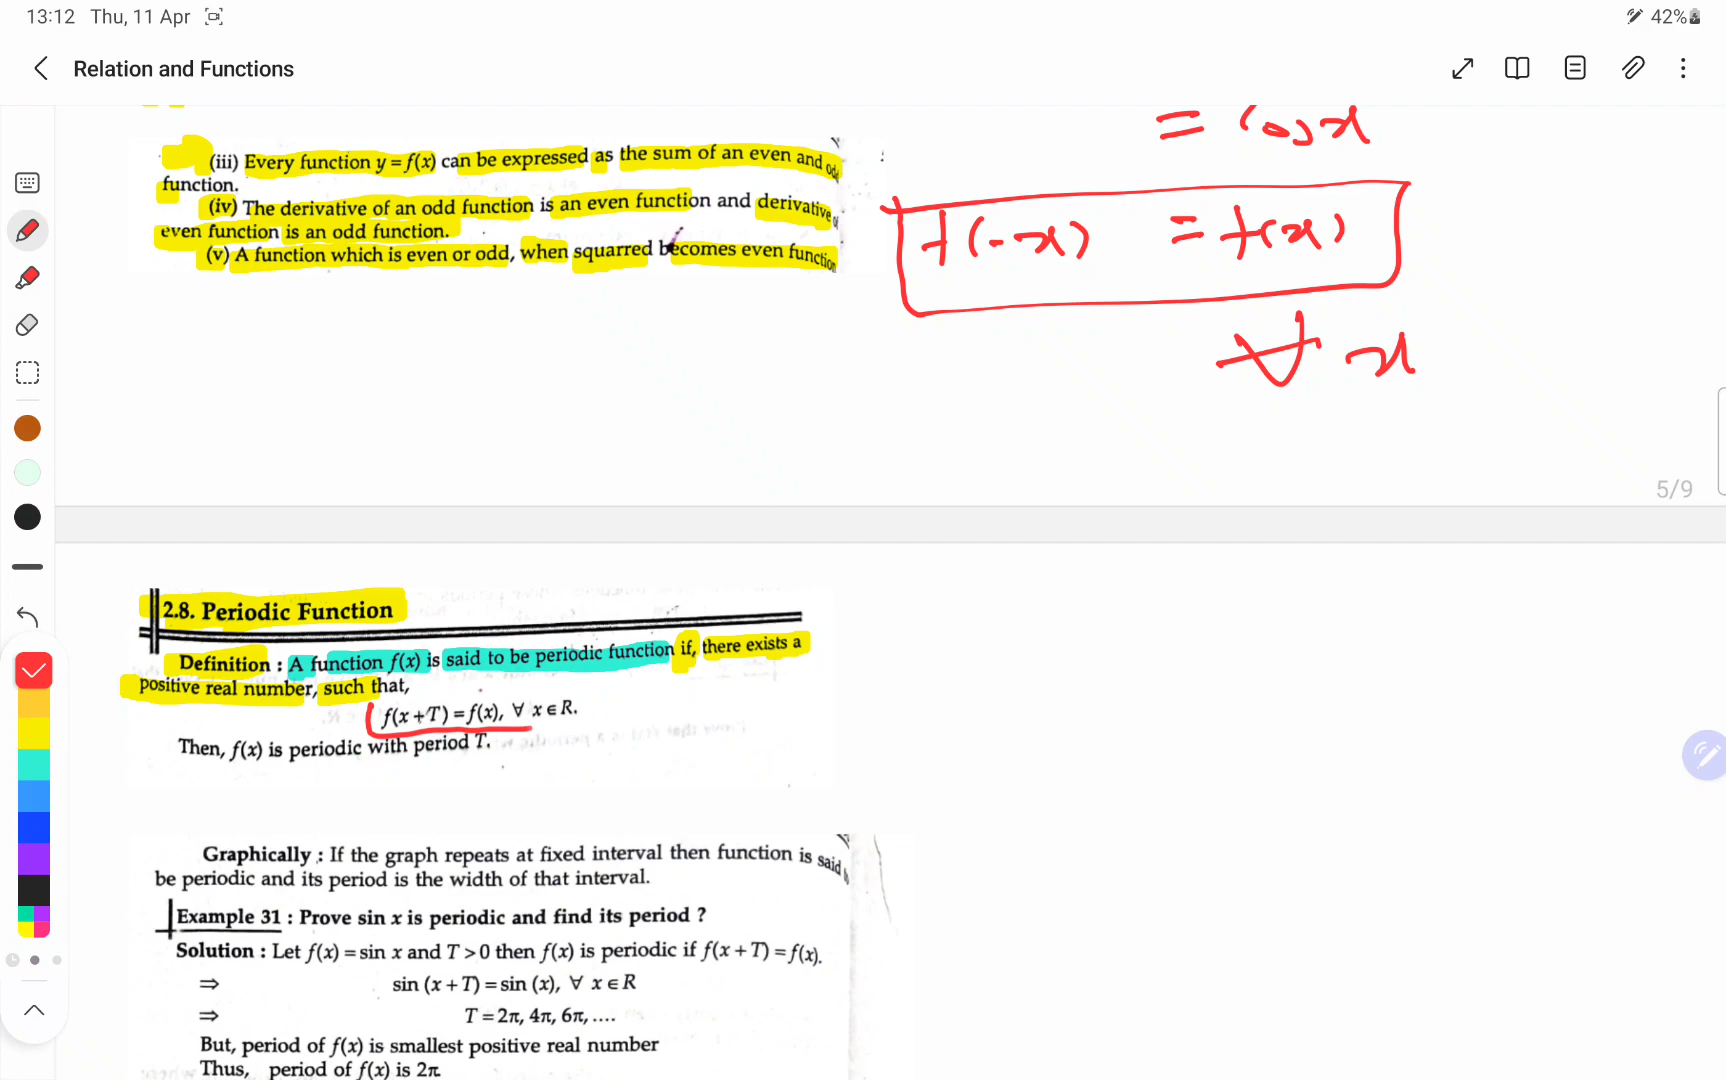 13:12 Thu, 11 Apr 42%
Relation and Functions
= Cosx
(iii) Every function y = f(x) can be expressed as the sum of an even and odd
function.
(iv) The derivative of an odd function is an even function and derivative of
even function is an odd function.
(v) A function which is even or odd, when squarred becomes even function
f(-x) = f(x)
∀ x
5/9
2.8. Periodic Function
Definition : A function f(x) is said to be periodic function if, there exists a
positive real number, such that,
f(x+T) = f(x), ∀ x ∈ R.
Then, f(x) is periodic with period T.
Graphically : If the graph repeats at fixed interval then function is said
be periodic and its period is the width of that interval.
Example 31 : Prove sin x is periodic and find its period ?
Solution : Let f(x) = sin x and T > 0 then f(x) is periodic if f(x+T) = f(x).
⇒ sin (x+T) = sin (x), ∀ x ∈ R
⇒ T = 2π, 4π, 6π, ....
But, period of f(x) is smallest positive real number
Thus, period of f(x) is 2π